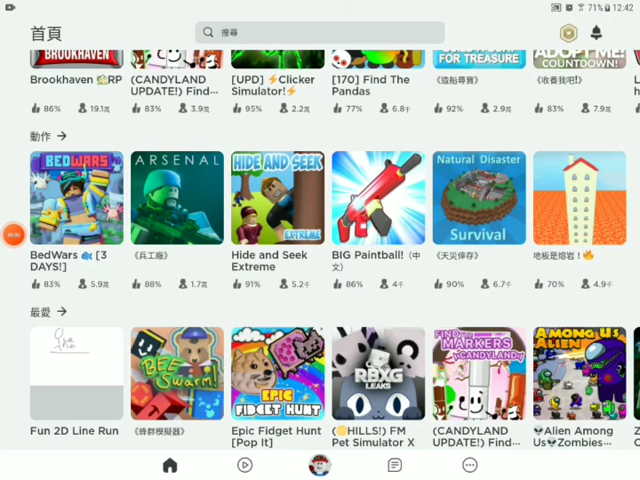 71% 12:42
首頁
搜尋
BROOKHAVEN
FOR TREASURE
ADOPT ME!
COUNTDOWN!
Brookhaven 🏡RP
(CANDYLAND UPDATE!) Find…
[UPD] ⚡Clicker Simulator!⚡
[170] Find The Pandas
《造船尋寶》
《收養我吧!》
86% 19.1萬
83% 3.9萬
95% 2.2萬
77% 6.8千
92% 2.9萬
83% 7.9萬
動作 →
BEDWARS
ARSENAL
HIDE AND SEEK
EXTREME
Natural Disaster
Survival
BedWars 🐟 [3 DAYS!]
《兵工廠》
Hide and Seek Extreme
BIG Paintball!（中文）
《天災倖存》
地板是熔岩！🔥
83% 5.9萬
88% 1.7萬
91% 5.2千
86% 4千
90% 6.7千
70% 4.9千
最愛 →
BEE
Swarm!
EPIC
FIDGET HUNT
RBXG
LEAKS
FIND
MARKERS
CANDYLAND
AMONG US
ALIEN
Fun 2D Line Run
《蜂群模擬器》
Epic Fidget Hunt [Pop It]
(🌕HILLS!) FM Pet Simulator X
(CANDYLAND UPDATE!) Find…
👽Alien Among Us👽Zombies…